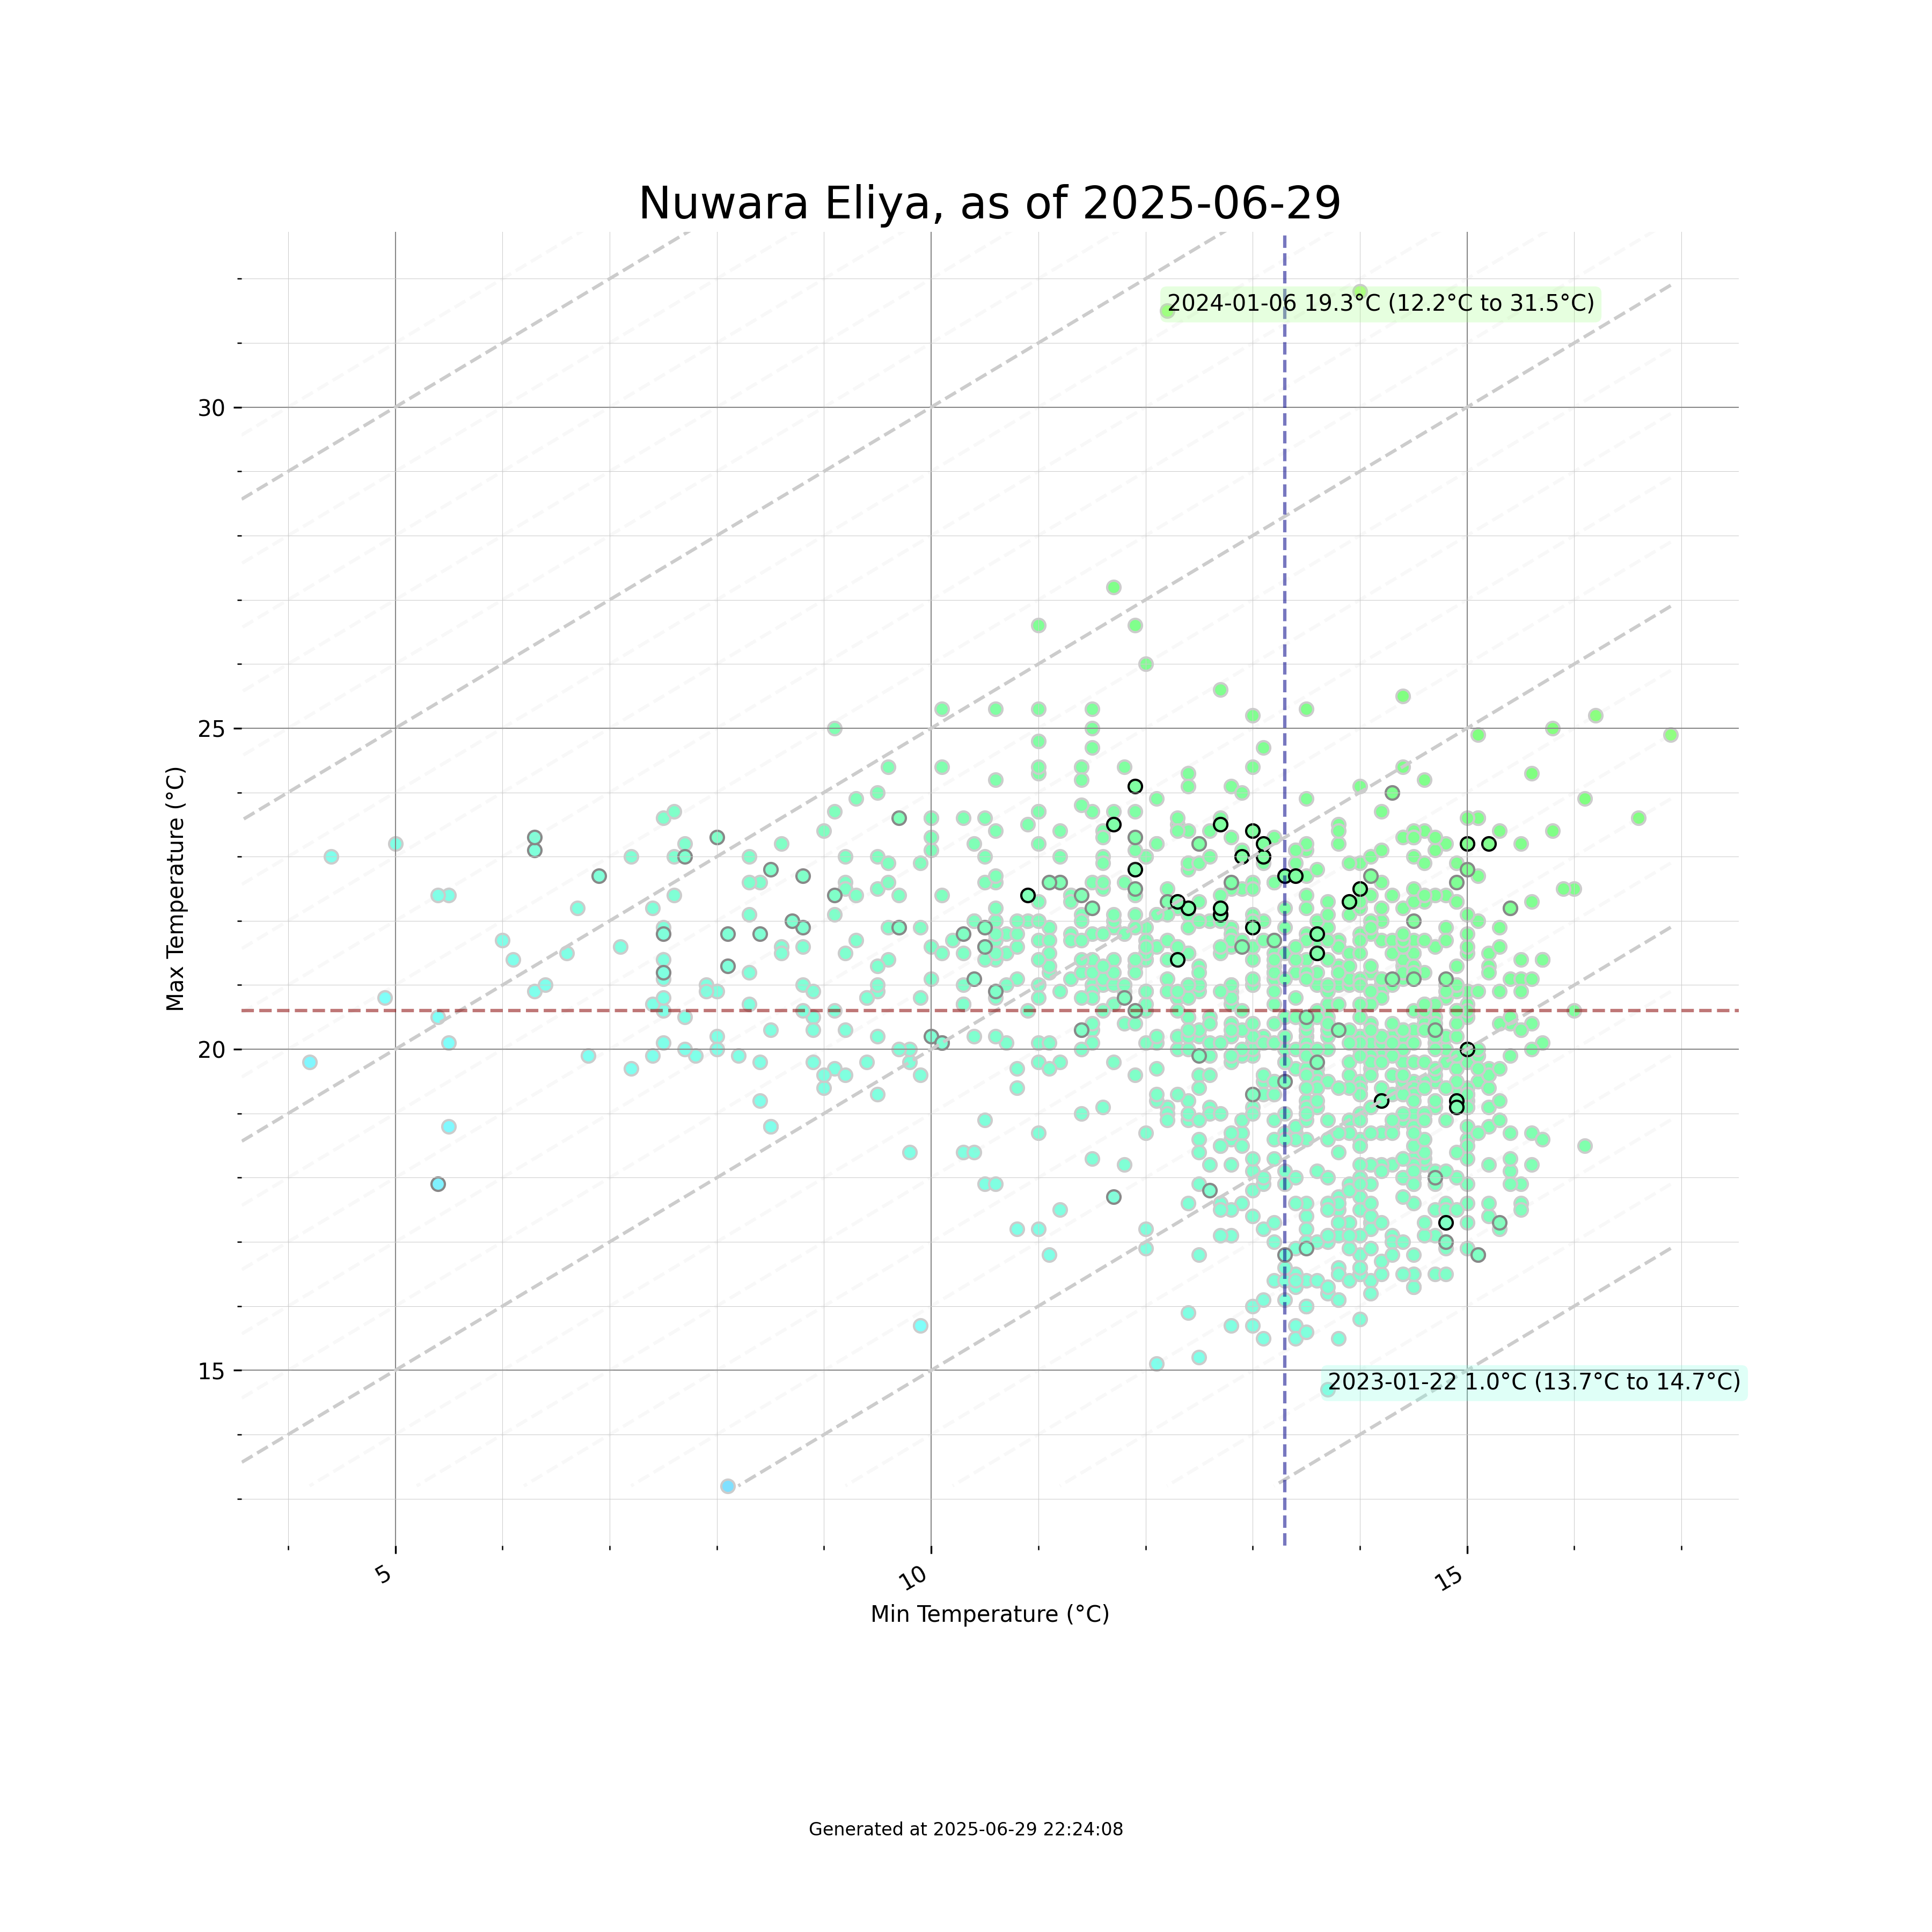 Nuwara Eliya, as of 2025-06-29
2024-01-06 19.3°C (12.2°C to 31.5°C)
30
25
Max Temperature (°C)
20
15
2023-01-22 1.0°C (13.7°C to 14.7°C)
5
10
15
Min Temperature (°C)
Generated at 2025-06-29 22:24:08